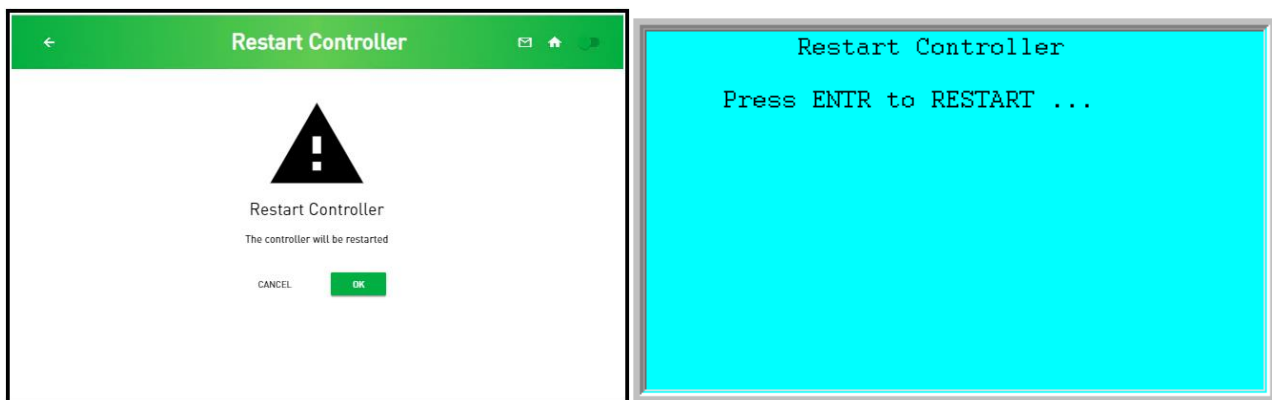 Restart Controller
Restart Controller
The controller will be restarted
CANCEL
OK
Restart Controller
Press ENTR to RESTART ...